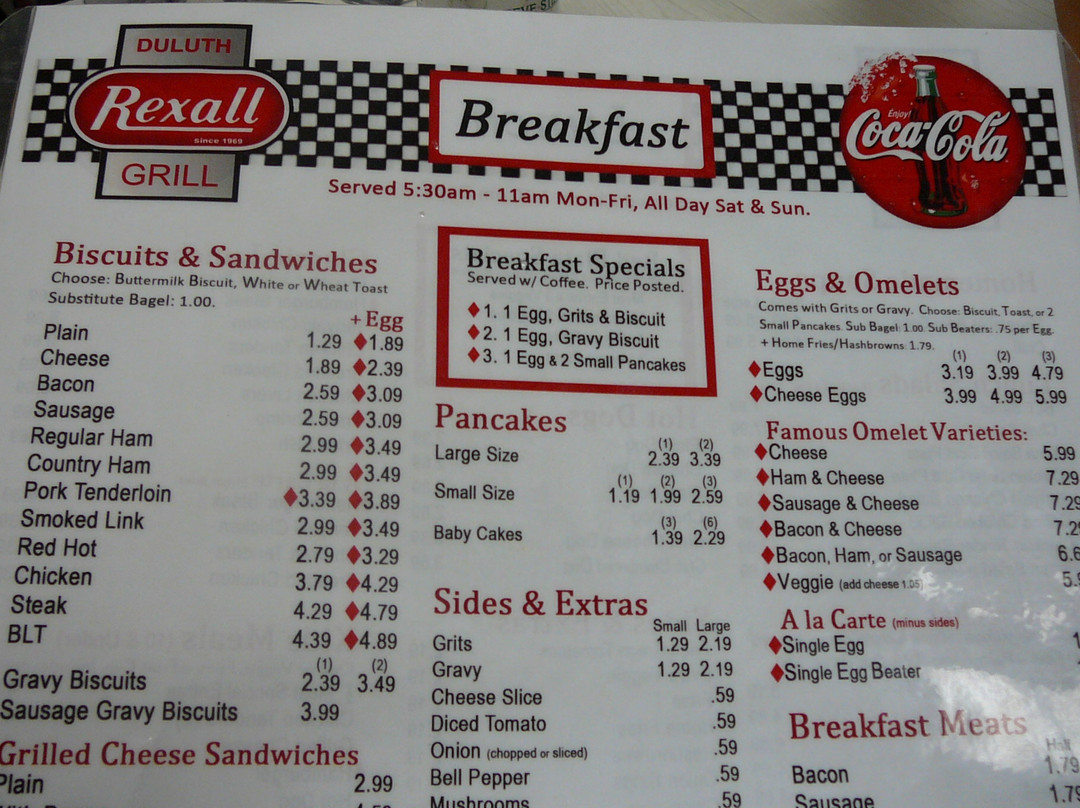 DULUTH
Rexall
since 1969
GRILL
Breakfast
Enjoy!
Coca-Cola
Served 5:30am - 11am Mon-Fri, All Day Sat & Sun.
Biscuits & Sandwiches
Choose: Buttermilk Biscuit, White or Wheat Toast
Substitute Bagel: 1.00.
+ Egg
Plain 1.29 ♦1.89
Cheese 1.89 ♦2.39
Bacon 2.59 ♦3.09
Sausage 2.59 ♦3.09
Regular Ham 2.99 ♦3.49
Country Ham 2.99 ♦3.49
Pork Tenderloin ♦3.39 ♦3.89
Smoked Link 2.99 ♦3.49
Red Hot 2.79 ♦3.29
Chicken 3.79 ♦4.29
Steak 4.29 ♦4.79
BLT 4.39 ♦4.89
(1) (2)
Gravy Biscuits 2.39 3.49
Sausage Gravy Biscuits 3.99
Grilled Cheese Sandwiches
Plain 2.99
Breakfast Specials
Served w/ Coffee. Price Posted.
♦1. 1 Egg, Grits & Biscuit
♦2. 1 Egg, Gravy Biscuit
♦3. 1 Egg & 2 Small Pancakes
Pancakes
(1) (2)
Large Size 2.39 3.39
(1) (2) (3)
Small Size 1.19 1.99 2.59
(3) (6)
Baby Cakes 1.39 2.29
Sides & Extras
Small Large
Grits 1.29 2.19
Gravy 1.29 2.19
Cheese Slice .59
Diced Tomato .59
Onion (chopped or sliced) .59
Bell Pepper .59
Mushrooms .59
Eggs & Omelets
Comes with Grits or Gravy. Choose: Biscuit, Toast, or 2
Small Pancakes. Sub Bagel: 1.00. Sub Beaters: .75 per Egg.
+ Home Fries/Hashbrowns: 1.79.
(1) (2) (3)
♦Eggs 3.19 3.99 4.79
♦Cheese Eggs 3.99 4.99 5.99
Famous Omelet Varieties:
♦Cheese 5.99
♦Ham & Cheese 7.29
♦Sausage & Cheese 7.29
♦Bacon & Cheese 7.2
♦Bacon, Ham, or Sausage 6.6
♦Veggie (add cheese 1.05) 5.
A la Carte (minus sides)
♦Single Egg
♦Single Egg Beater
Breakfast Meats
Half
Bacon 1.79
Sausage 1.79